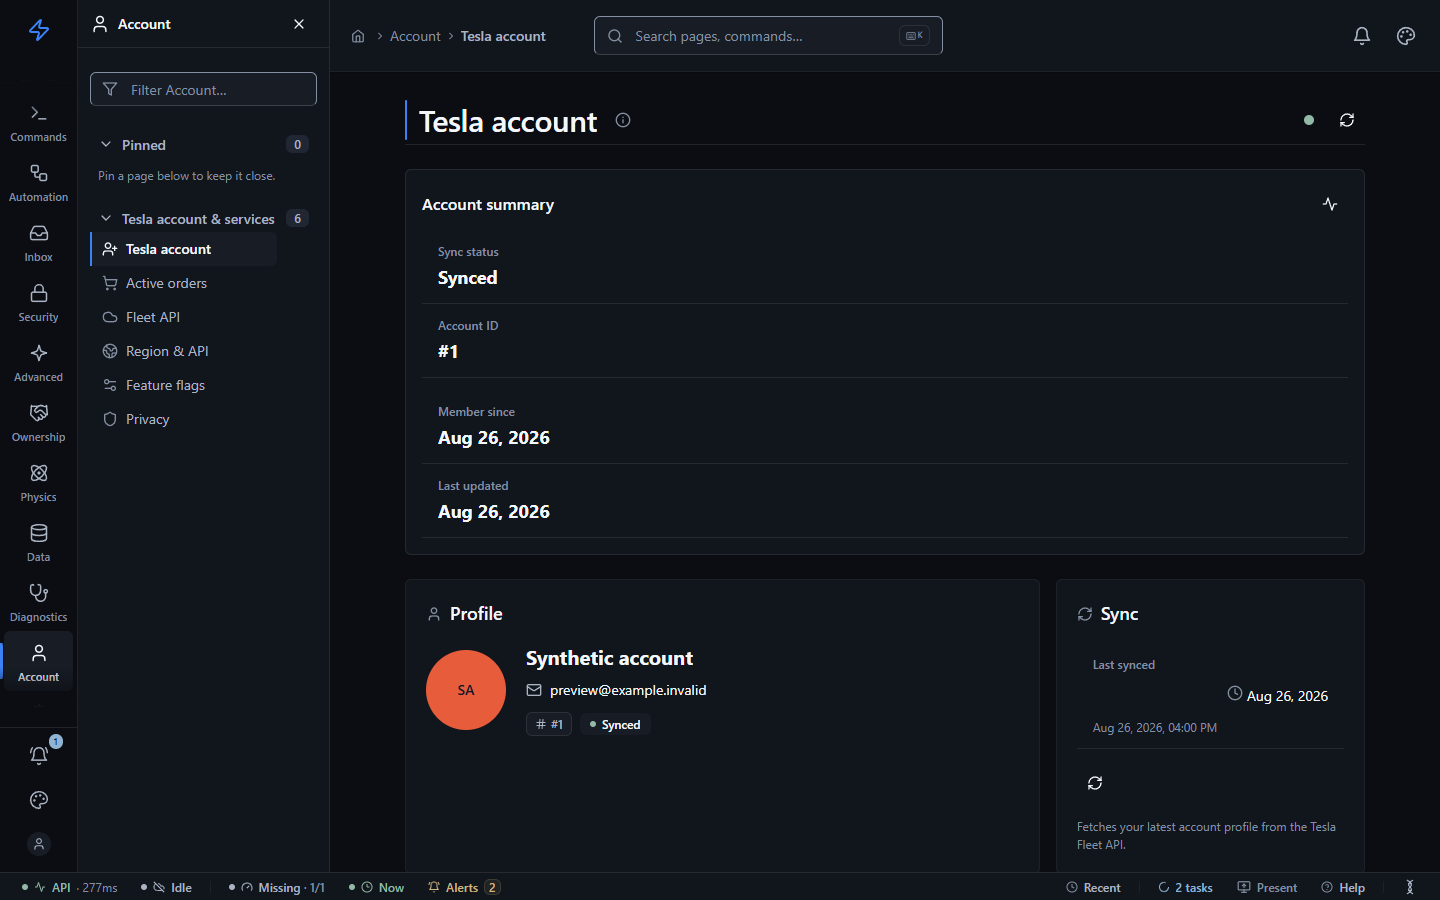 Account
Account
Tesla account
Search pages, commands...
K
Filter Account...
Commands
Automation
Inbox
Security
Advanced
Ownership
Physics
Data
Diagnostics
Account
1
Pinned
0
Pin a page below to keep it close.
Tesla account & services
6
Tesla account
Active orders
Fleet API
Region & API
Feature flags
Privacy
Tesla account
Account summary
Sync status
Synced
Account ID
#1
Member since
Aug 26, 2026
Last updated
Aug 26, 2026
Profile
SA
Synthetic account
preview@example.invalid
#1
Synced
Sync
Last synced
Aug 26, 2026
Aug 26, 2026, 04:00 PM
Fetches your latest account profile from the Tesla
Fleet API.
API · 277ms
Idle
Missing · 1/1
Now
Alerts 2
Recent
2 tasks
Present
Help